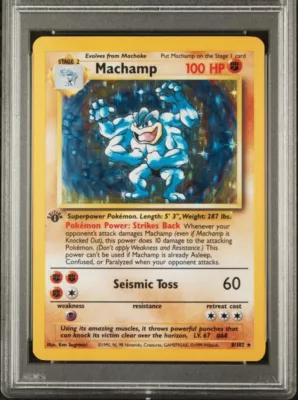 Evolves from Machoke Put Machamp on the Stage 1 card
STAGE 2
Machamp 100 HP
Superpower Pokémon. Length: 5' 3", Weight: 287 lbs.
Pokémon Power: Strikes Back Whenever your
opponent's attack damages Machamp (even if Machamp is
Knocked Out), this power does 10 damage to the attacking
Pokémon. (Don't apply Weakness and Resistance.) This
power can't be used if Machamp is already Asleep,
Confused, or Paralyzed when your opponent attacks.
Seismic Toss 60
weakness resistance retreat cost
Using its amazing muscles, it throws powerful punches that
can knock its victim clear over the horizon. LV. 67 #68
Illus. Ken Sugimori
8/102